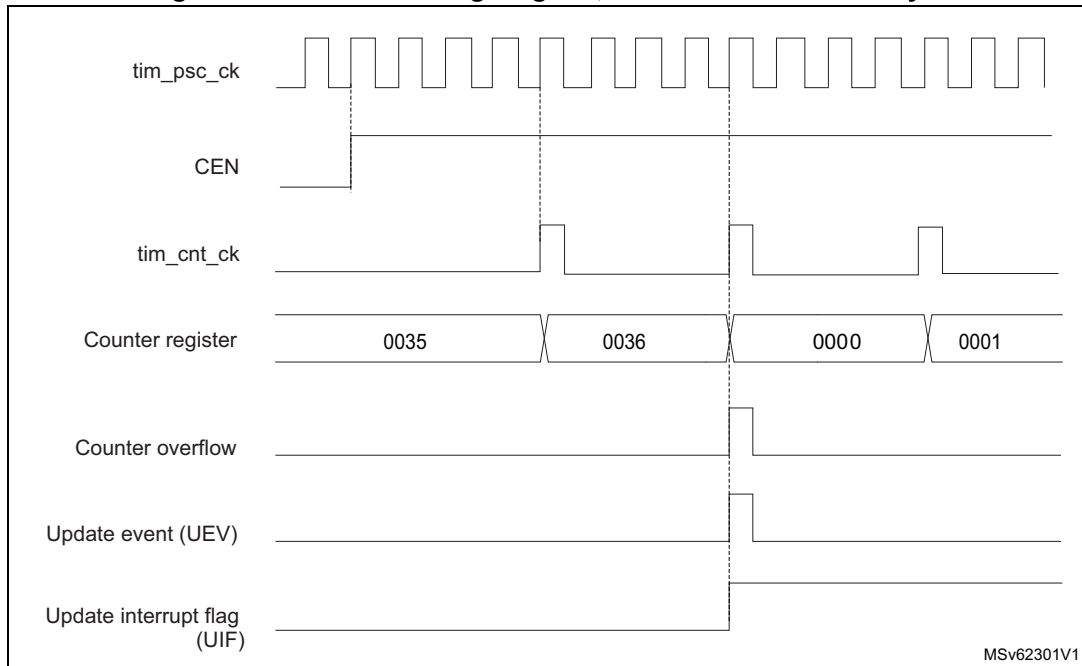 tim_psc_ck
CEN
tim_cnt_ck
Counter register
0035
0036
0000
0001
Counter overflow
Update event (UEV)
Update interrupt flag
(UIF)
MSv62301V1